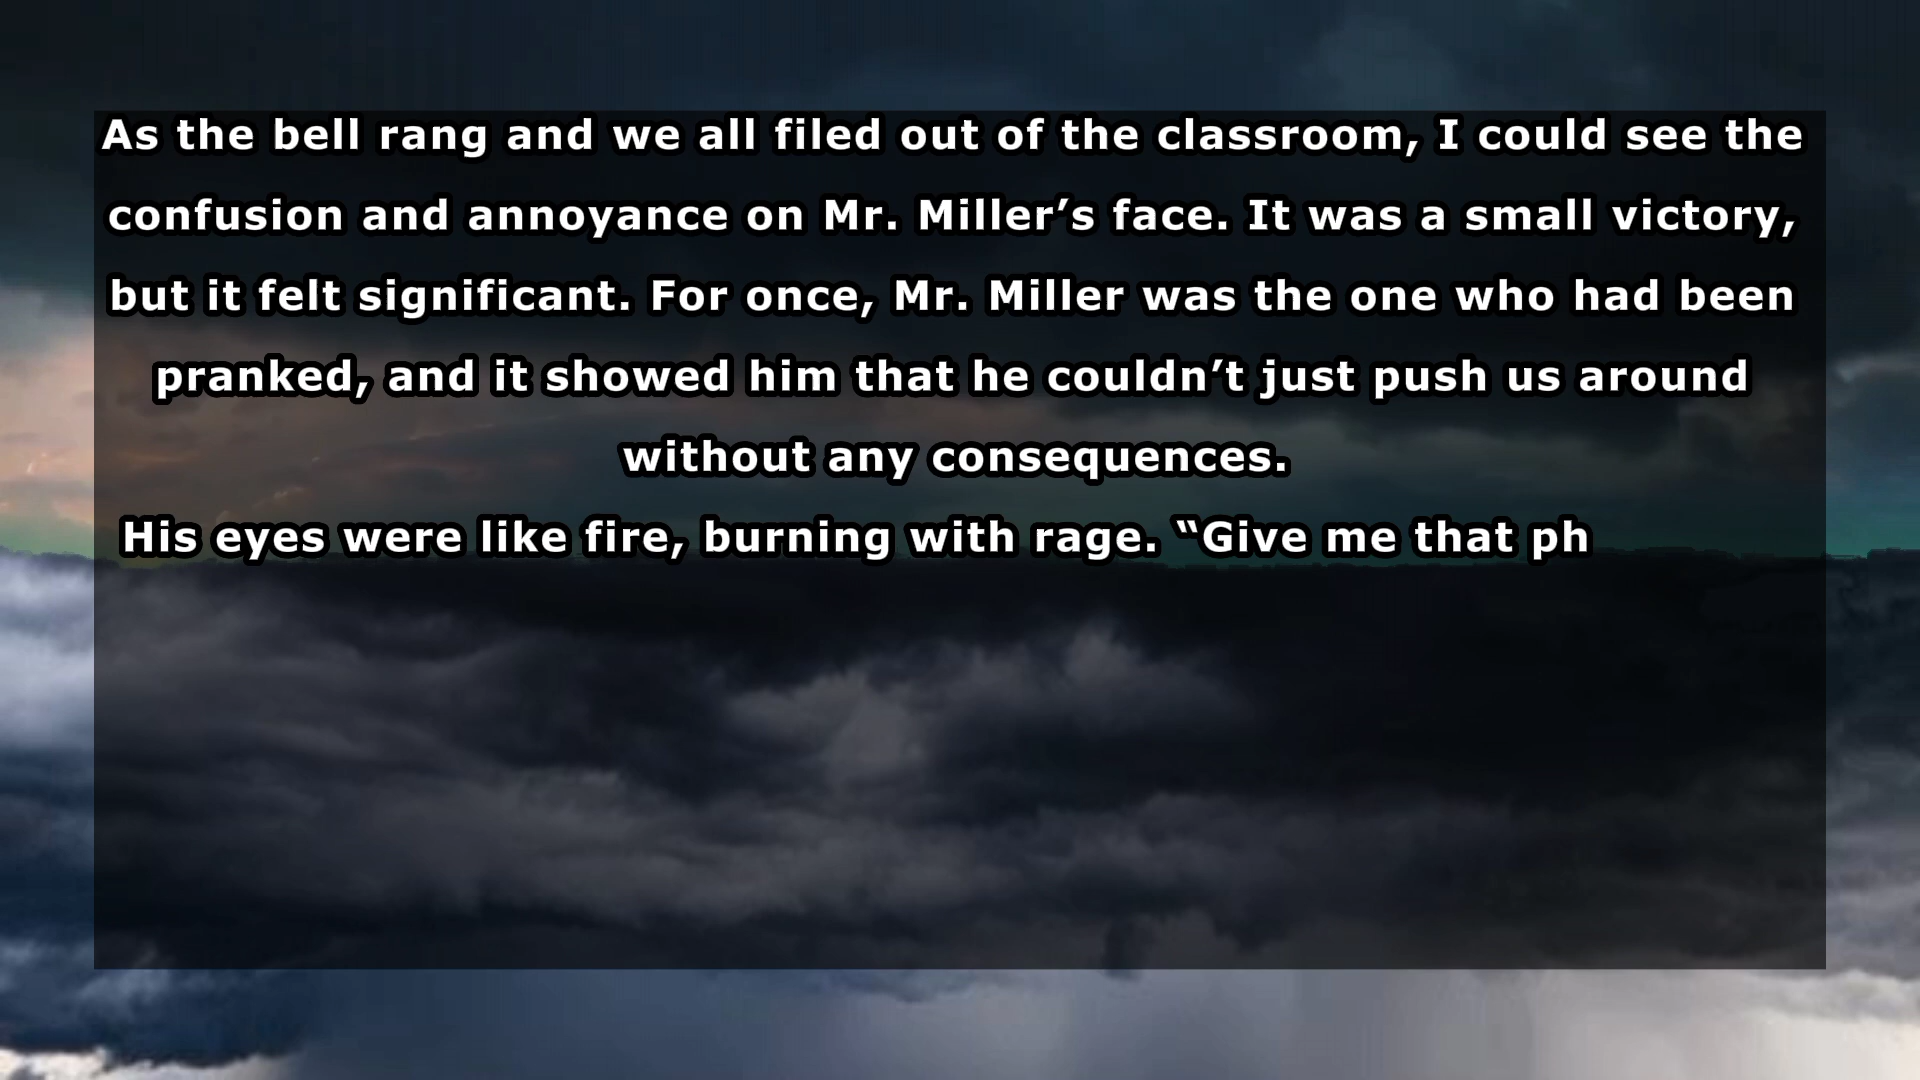 As the bell rang and we all filed out of the classroom, I could see the
confusion and annoyance on Mr. Miller’s face. It was a small victory,
but it felt significant. For once, Mr. Miller was the one who had been
pranked, and it showed him that he couldn’t just push us around
without any consequences.
His eyes were like fire, burning with rage. “Give me that ph